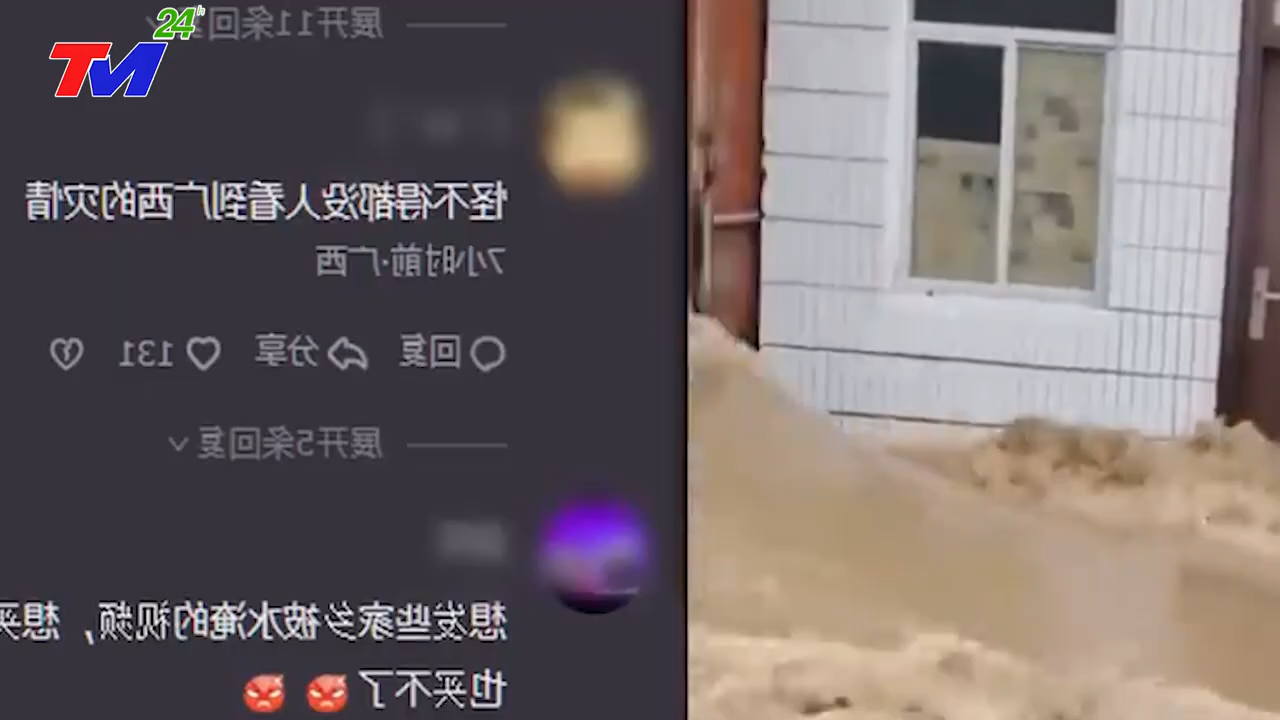 TM 24h
展开11条回复
怪不得都没人看到广西的灾情
7小时前·广西
回复 分享 131
展开5条回复
想发些家乡被水淹的视频，想买
也买不了